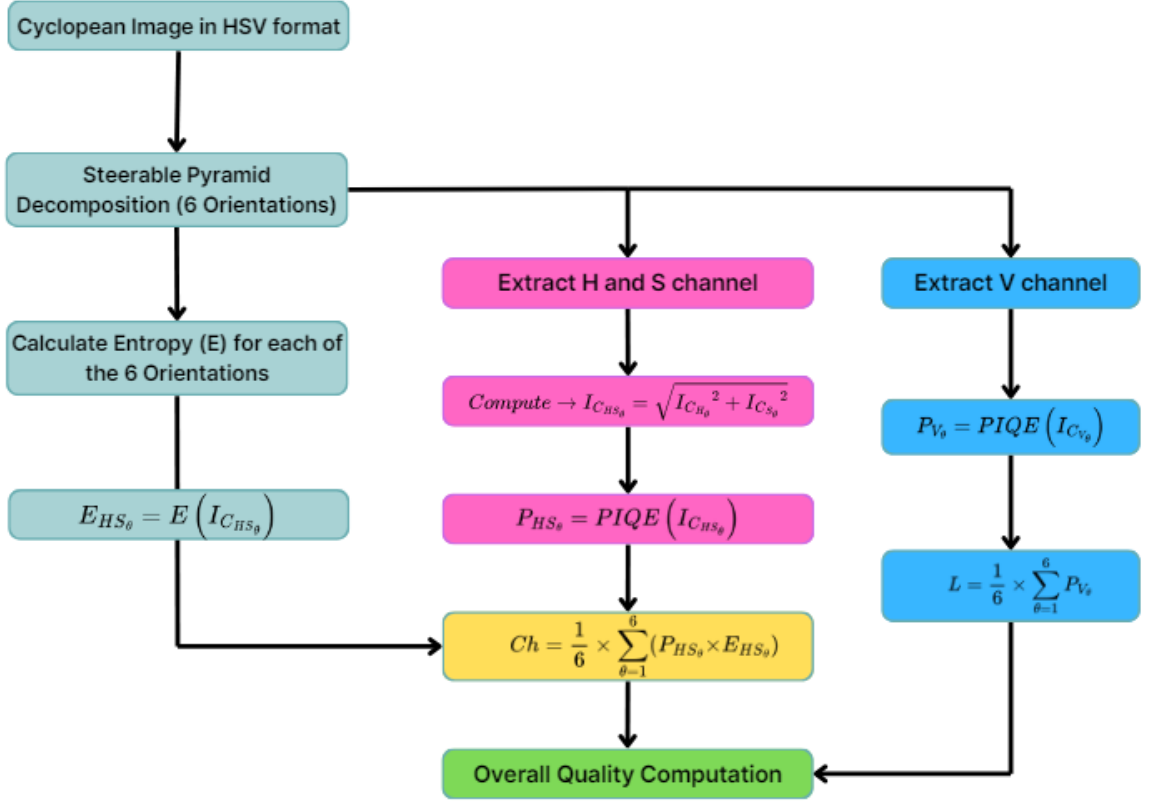 Cyclopean Image in HSV format
Steerable Pyramid
Decomposition (6 Orientations)
Extract H and S channel
Extract V channel
Calculate Entropy (E) for each of
the 6 Orientations
Compute → I_{C_{HS_θ}} = √(I_{C_{H_θ}}² + I_{C_{S_θ}}²)
P_{V_θ} = PIQE(I_{C_{V_θ}})
E_{HS_θ} = E(I_{C_{HS_θ}})
P_{HS_θ} = PIQE(I_{C_{HS_θ}})
L = 1/6 × ∑_{θ=1}^{6} P_{V_θ}
Ch = 1/6 × ∑_{θ=1}^{6} (P_{HS_θ} × E_{HS_θ})
Overall Quality Computation